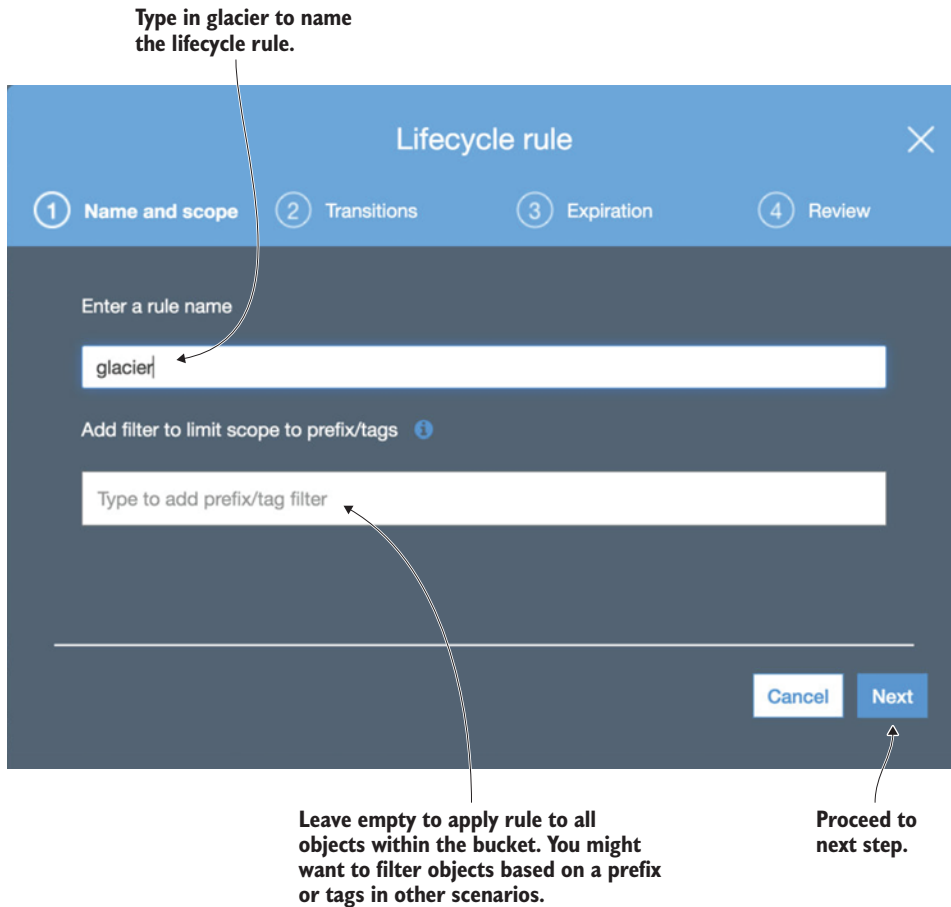 Type in glacier to name
the lifecycle rule.
Lifecycle rule
1 Name and scope 2 Transitions 3 Expiration 4 Review
Enter a rule name
glacier
Add filter to limit scope to prefix/tags i
Type to add prefix/tag filter
Cancel Next
Leave empty to apply rule to all
objects within the bucket. You might
want to filter objects based on a prefix
or tags in other scenarios.
Proceed to
next step.